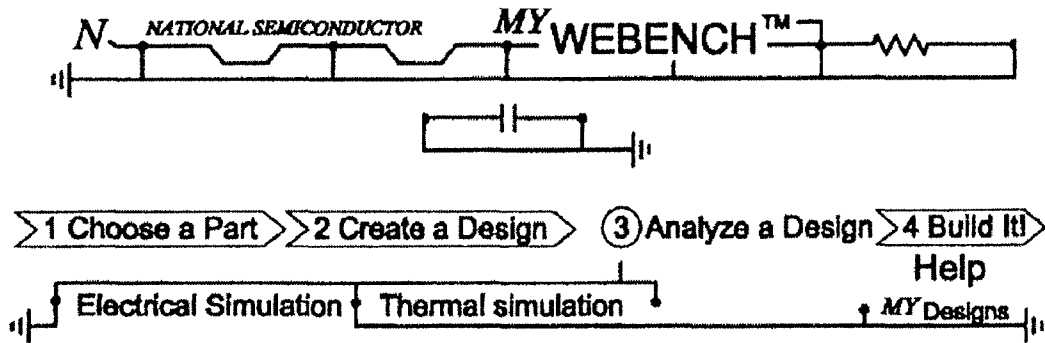 N NATIONAL SEMICONDUCTOR MY WEBENCH™
1 Choose a Part 2 Create a Design 3 Analyze a Design 4 Build It!
Help
Electrical Simulation Thermal simulation
MY Designs